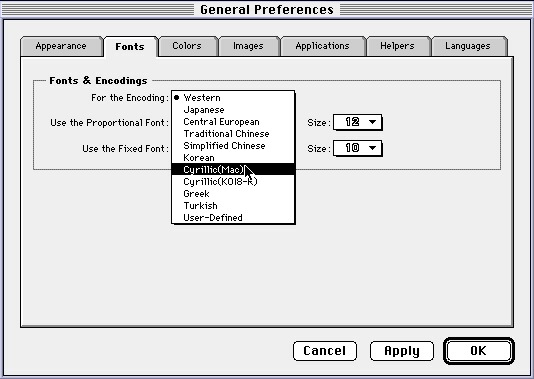 General Preferences
Appearance Fonts Colors Images Applications Helpers Languages
Fonts & Encodings
For the Encoding: Western
Japanese
Use the Proportional Font: Central European Size: 12
Traditional Chinese
Simplified Chinese
Use the Fixed Font: Korean Size: 10
Cyrillic(Mac)
Cyrillic(KOI8-R)
Greek
Turkish
User-Defined
Cancel Apply OK